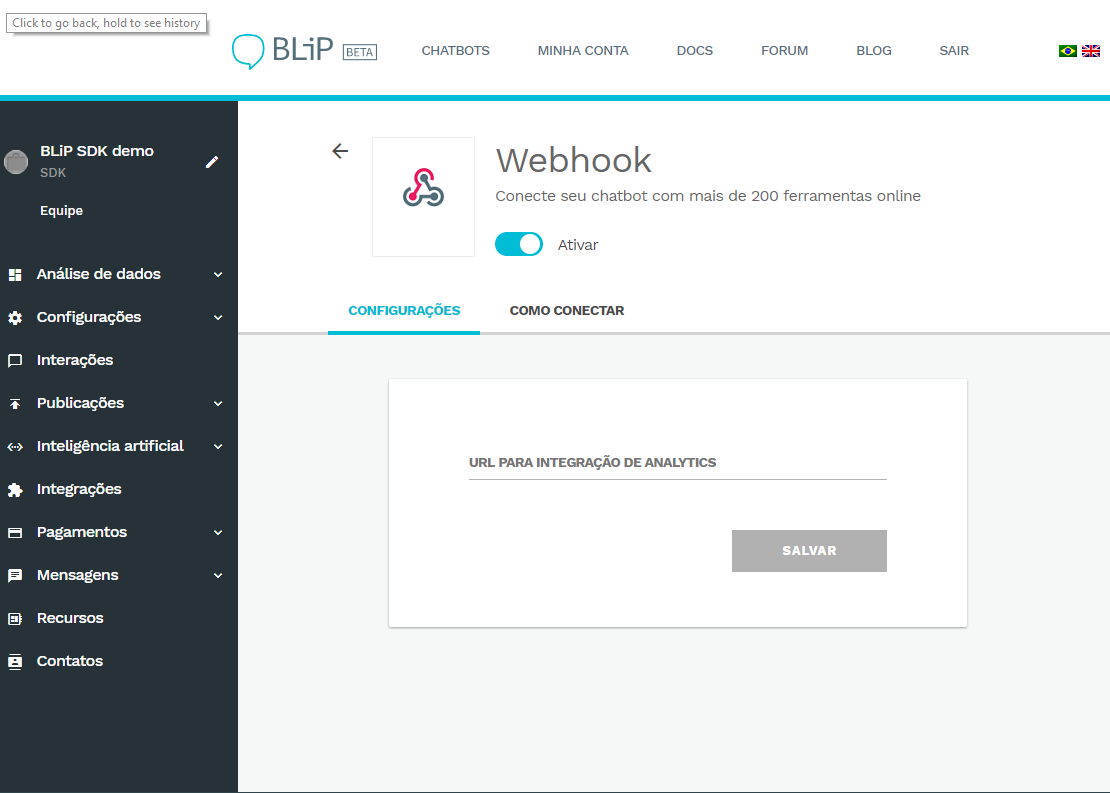 Click to go back, hold to see history
BLiP BETA
CHATBOTS
MINHA CONTA
DOCS
FORUM
BLOG
SAIR
BLiP SDK demo
SDK
Equipe
Análise de dados
Configurações
Interações
Publicações
Inteligência artificial
Integrações
Pagamentos
Mensagens
Recursos
Contatos
Webhook
Conecte seu chatbot com mais de 200 ferramentas online
Ativar
CONFIGURAÇÕES
COMO CONECTAR
URL PARA INTEGRAÇÃO DE ANALYTICS
SALVAR